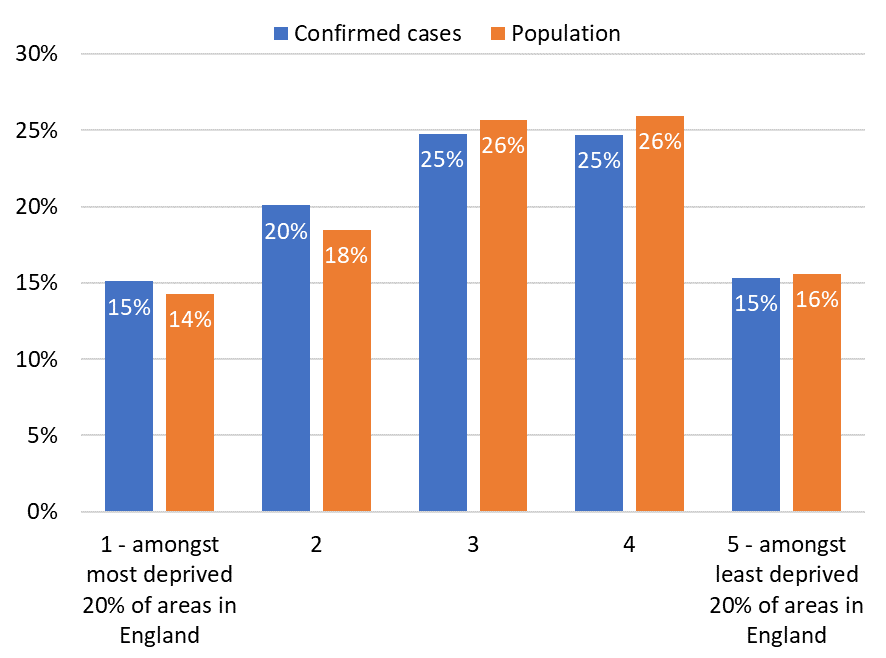 Confirmed cases Population
30%
25%
20%
15%
10%
5%
0%
15% 14%
20% 18%
25% 26%
25% 26%
15% 16%
1 - amongst
most deprived
20% of areas in
England
2
3
4
5 - amongst
least deprived
20% of areas in
England